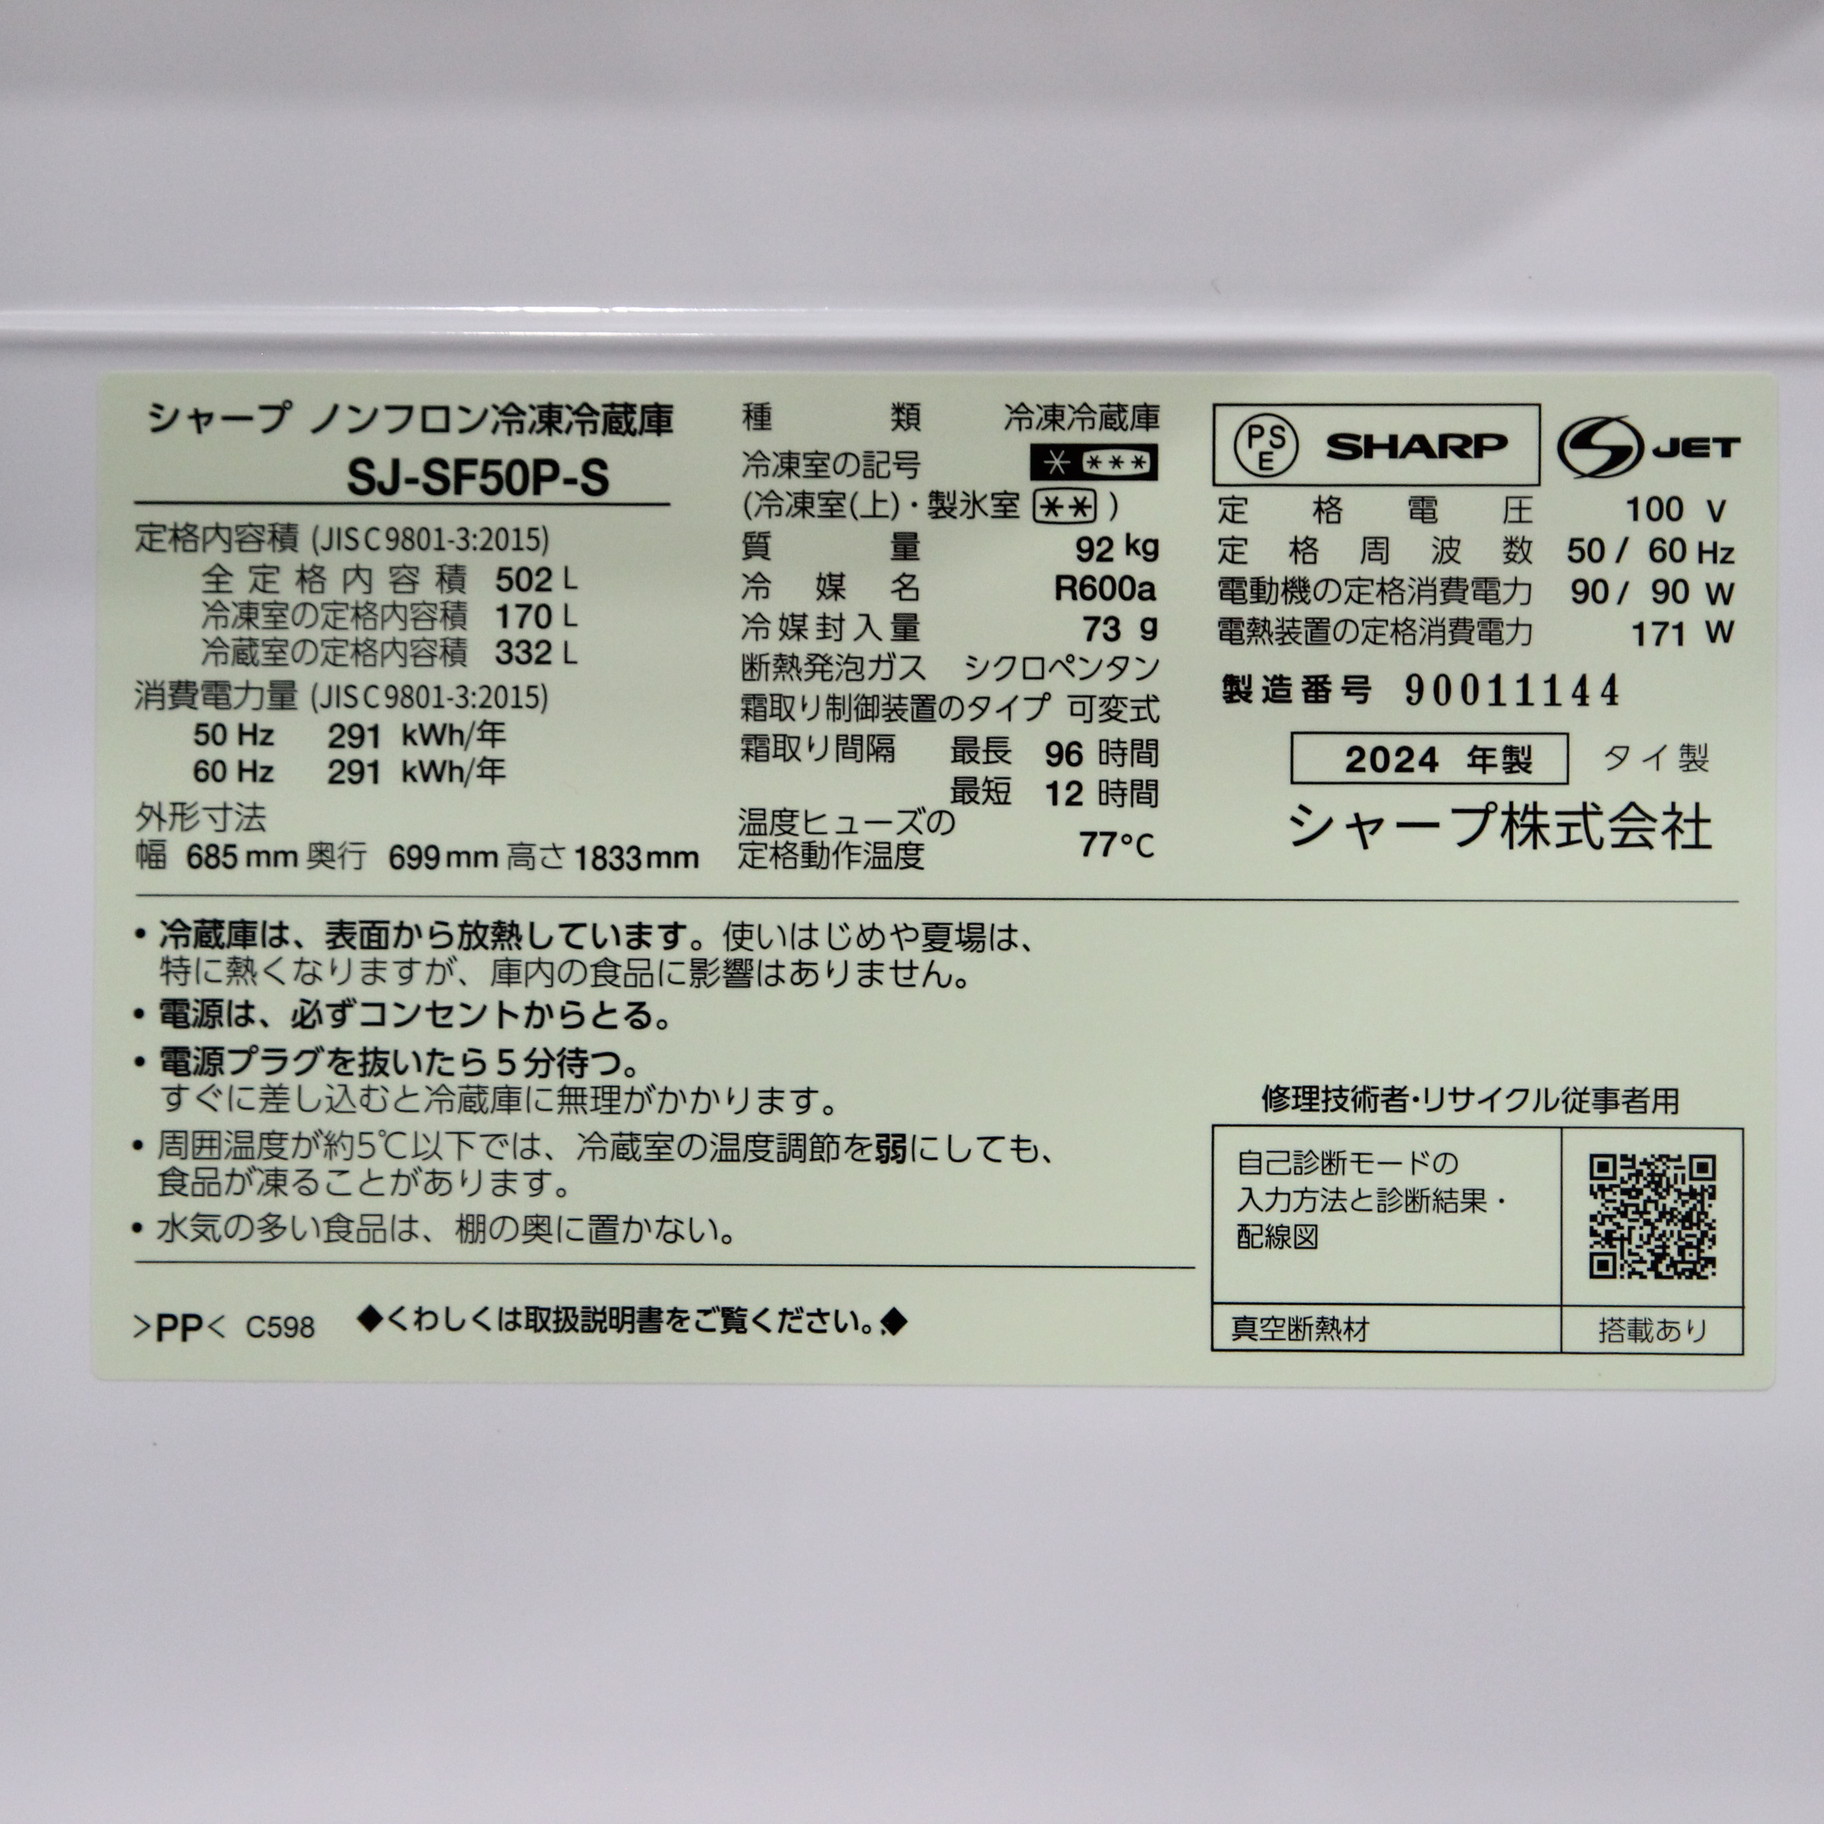 シャープ ノンフロン冷凍冷蔵庫
SJ-SF50P-S
定格内容積 (JIS C 9801-3:2015)
全定格内容積 502 L
冷凍室の定格内容積 170 L
冷蔵室の定格内容積 332 L
消費電力量 (JIS C 9801-3:2015)
50 Hz 291 kWh/年
60 Hz 291 kWh/年
外形寸法
幅 685 mm 奥行 699 mm 高さ 1833 mm
種類 冷凍冷蔵庫
冷凍室の記号 * ***
(冷凍室(上)・製氷室 ** )
質量 92 kg
冷媒名 R600a
冷媒封入量 73 g
断熱発泡ガス シクロペンタン
霜取り制御装置のタイプ 可変式
霜取り間隔 最長 96 時間
最短 12 時間
温度ヒューズの
定格動作温度 77°C
PSE SHARP S JET
定格電圧 100 V
定格周波数 50 / 60 Hz
電動機の定格消費電力 90 / 90 W
電熱装置の定格消費電力 171 W
製造番号 90011144
2024 年製 タイ製
シャープ株式会社
・冷蔵庫は、表面から放熱しています。使いはじめや夏場は、
特に熱くなりますが、庫内の食品に影響はありません。
・電源は、必ずコンセントからとる。
・電源プラグを抜いたら5分待つ。
すぐに差し込むと冷蔵庫に無理がかかります。
・周囲温度が約5℃以下では、冷蔵室の温度調節を弱にしても、
食品が凍ることがあります。
・水気の多い食品は、棚の奥に置かない。
>PP< C598 ◆くわしくは取扱説明書をご覧ください。◆
修理技術者・リサイクル従事者用
自己診断モードの
入力方法と診断結果・
配線図
真空断熱材 搭載あり